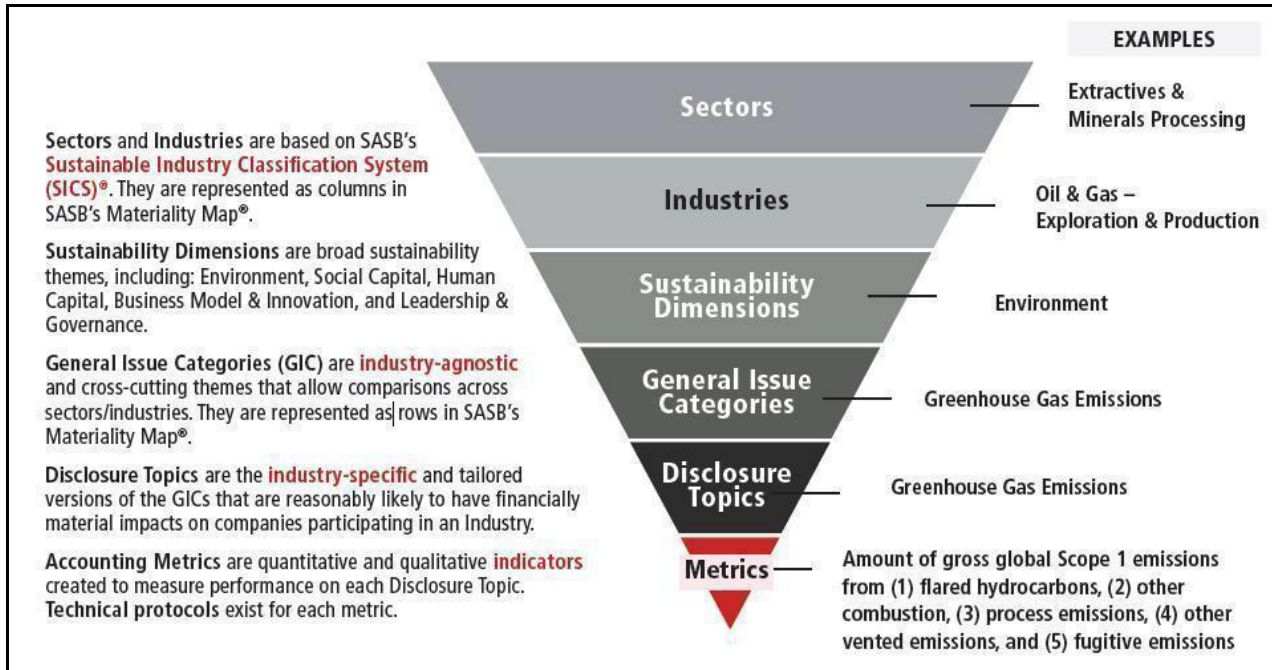 EXAMPLES
Sectors
Extractives &
Minerals Processing
Sectors and Industries are based on SASB's
Sustainable Industry Classification System
(SICS)®. They are represented as columns in
SASB's Materiality Map®.
Industries
Oil & Gas –
Exploration & Production
Sustainability Dimensions are broad sustainability
themes, including: Environment, Social Capital, Human
Capital, Business Model & Innovation, and Leadership &
Governance.
Sustainability
Dimensions
Environment
General Issue Categories (GIC) are industry-agnostic
and cross-cutting themes that allow comparisons across
sectors/industries. They are represented as rows in SASB's
Materiality Map®.
General Issue
Categories
Greenhouse Gas Emissions
Disclosure Topics are the industry-specific and tailored
versions of the GICs that are reasonably likely to have financially
material impacts on companies participating in an Industry.
Disclosure
Topics
Greenhouse Gas Emissions
Accounting Metrics are quantitative and qualitative indicators
created to measure performance on each Disclosure Topic.
Technical protocols exist for each metric.
Metrics
Amount of gross global Scope 1 emissions
from (1) flared hydrocarbons, (2) other
combustion, (3) process emissions, (4) other
vented emissions, and (5) fugitive emissions